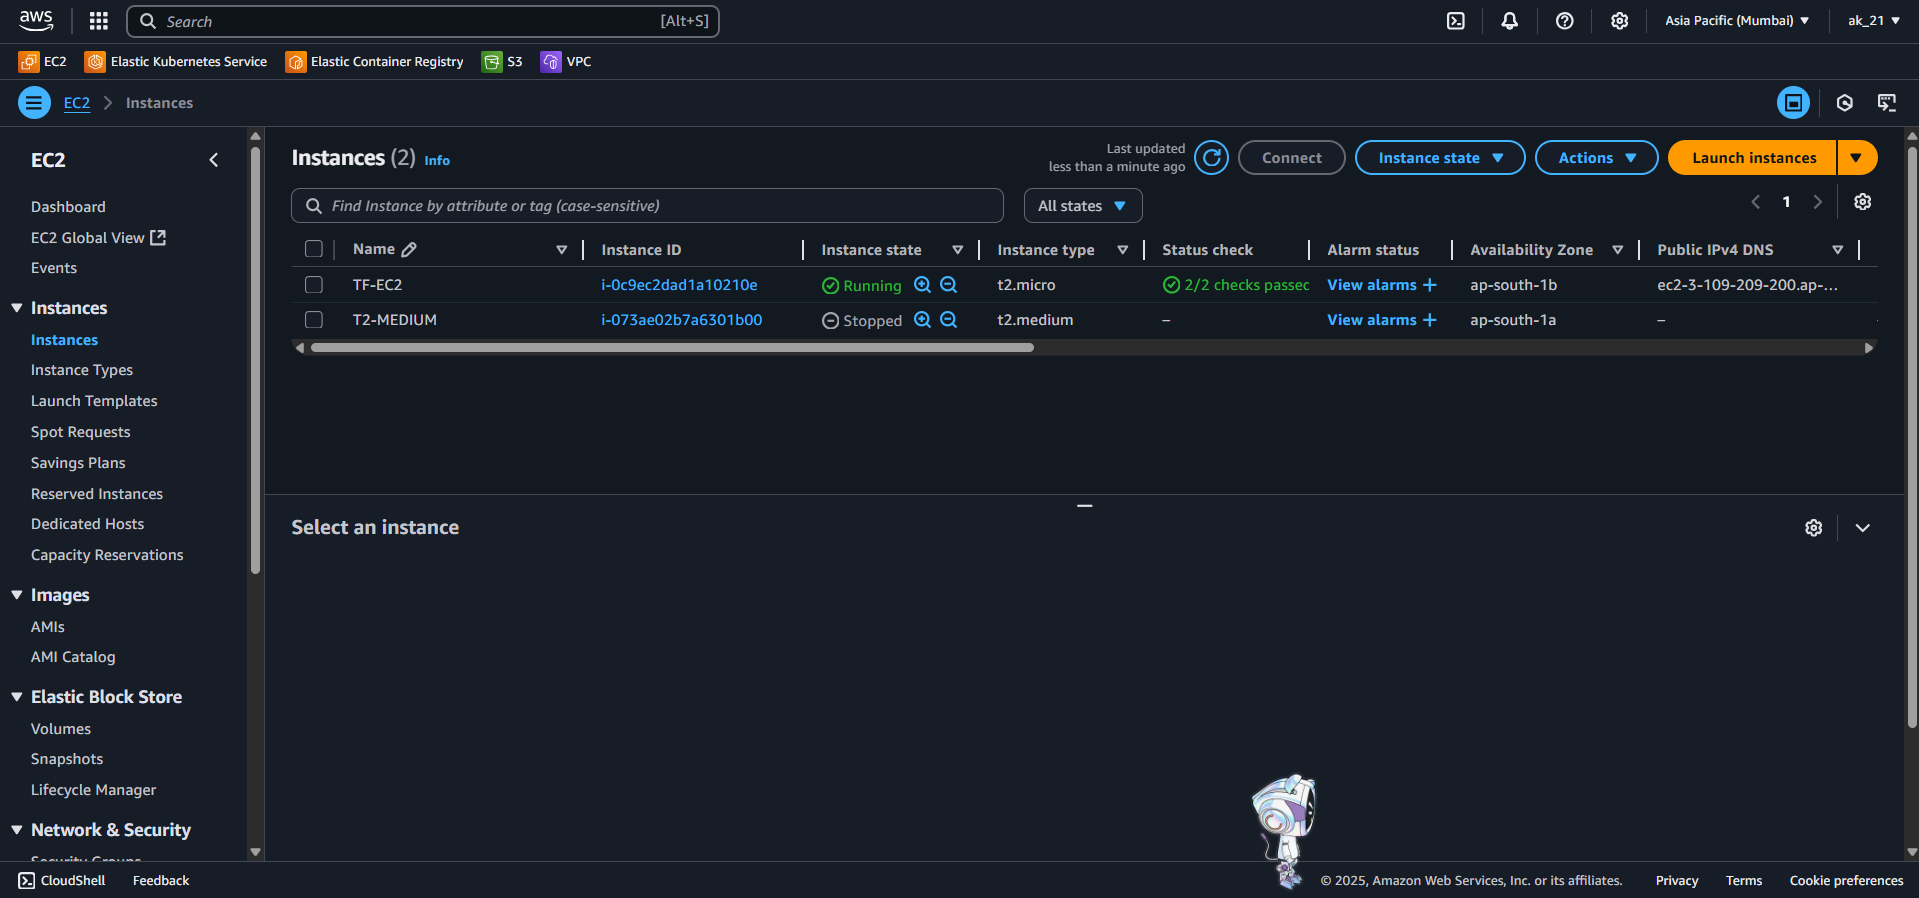 aws
Search [Alt+S]
Asia Pacific (Mumbai)
ak_21
EC2
Elastic Kubernetes Service
Elastic Container Registry
S3
VPC
EC2
Instances
EC2
Dashboard
EC2 Global View
Events
Instances
Instances
Instance Types
Launch Templates
Spot Requests
Savings Plans
Reserved Instances
Dedicated Hosts
Capacity Reservations
Images
AMIs
AMI Catalog
Elastic Block Store
Volumes
Snapshots
Lifecycle Manager
Network & Security
Security Groups
Instances (2) Info
Last updated
less than a minute ago
Connect
Instance state
Actions
Launch instances
Find Instance by attribute or tag (case-sensitive)
All states
1
Name Instance ID Instance state Instance type Status check Alarm status Availability Zone Public IPv4 DNS
TF-EC2 i-0c9ec2dad1a10210e Running t2.micro 2/2 checks passed View alarms + ap-south-1b ec2-3-109-209-200.ap-...
T2-MEDIUM i-073ae02b7a6301b00 Stopped t2.medium – View alarms + ap-south-1a –
Select an instance
CloudShell
Feedback
© 2025, Amazon Web Services, Inc. or its affiliates.
Privacy
Terms
Cookie preferences